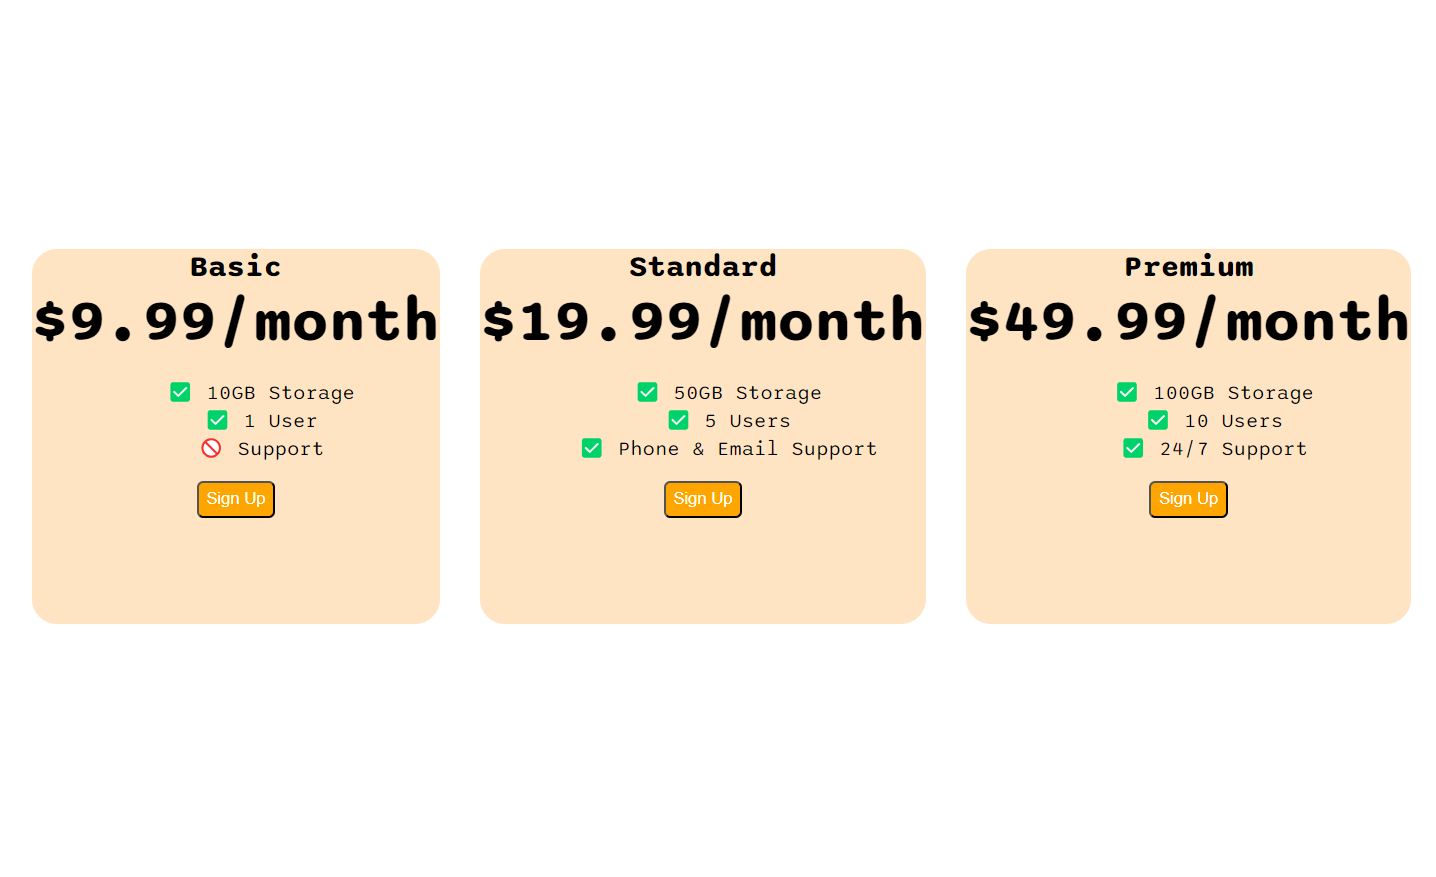 Basic
$9.99/month
✅ 10GB Storage
✅ 1 User
🚫 Support
Sign Up
Standard
$19.99/month
✅ 50GB Storage
✅ 5 Users
✅ Phone & Email Support
Sign Up
Premium
$49.99/month
✅ 100GB Storage
✅ 10 Users
✅ 24/7 Support
Sign Up